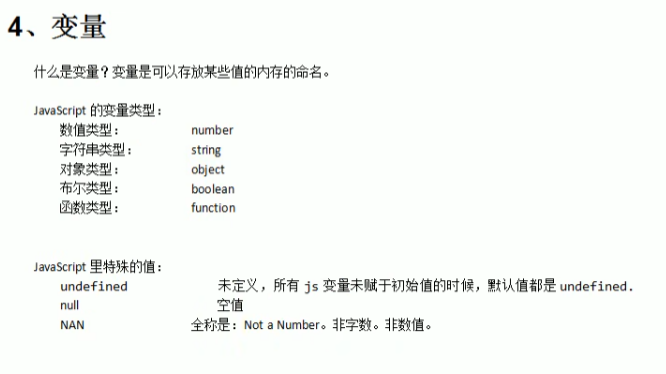 4、变量
什么是变量？变量是可以存放某些值的内存的命名。
JavaScript 的变量类型：
数值类型： number
字符串类型： string
对象类型： object
布尔类型： boolean
函数类型： function
JavaScript 里特殊的值：
undefined 未定义，所有 js 变量未赋于初始值的时候，默认值都是 undefined.
null 空值
NAN 全称是：Not a Number。非字数。非数值。